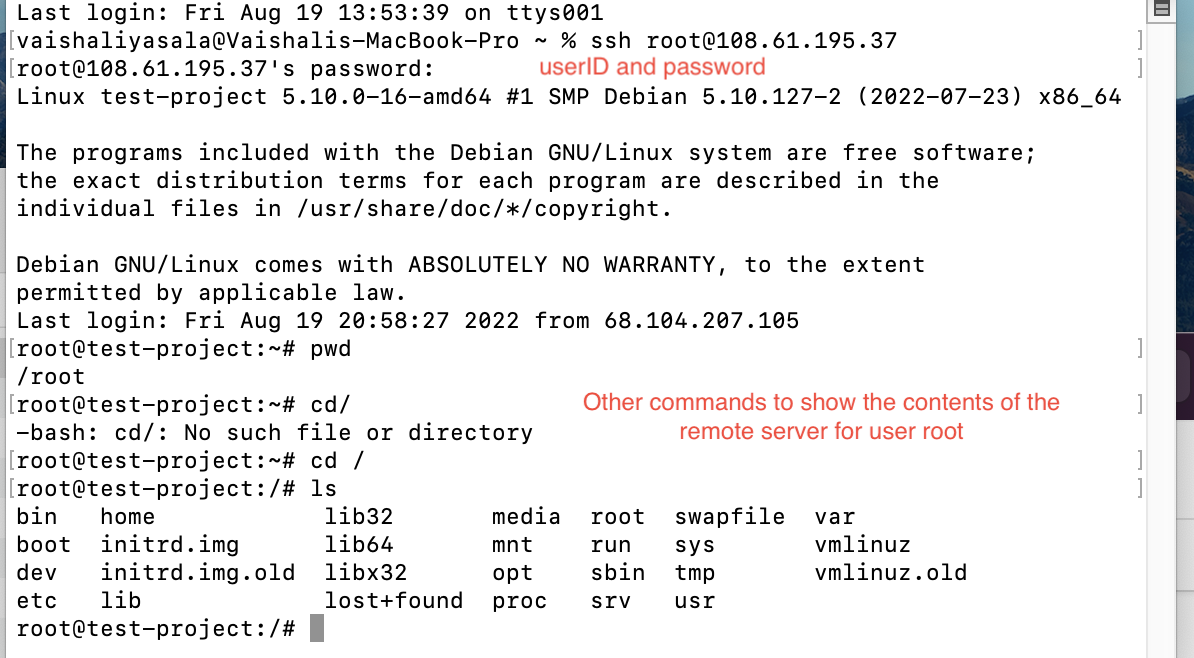 Last login: Fri Aug 19 13:53:39 on ttys001
[vaishaliyasala@Vaishalis-MacBook-Pro ~ % ssh root@108.61.195.37 ]
[root@108.61.195.37's password: userID and password ]
Linux test-project 5.10.0-16-amd64 #1 SMP Debian 5.10.127-2 (2022-07-23) x86_64
The programs included with the Debian GNU/Linux system are free software;
the exact distribution terms for each program are described in the
individual files in /usr/share/doc/*/copyright.
Debian GNU/Linux comes with ABSOLUTELY NO WARRANTY, to the extent
permitted by applicable law.
Last login: Fri Aug 19 20:58:27 2022 from 68.104.207.105
[root@test-project:~# pwd ]
/root
[root@test-project:~# cd/ ]
Other commands to show the contents of the
-bash: cd/: No such file or directory
remote server for user root
[root@test-project:~# cd / ]
[root@test-project:/# ls ]
bin home lib32 media root swapfile var
boot initrd.img lib64 mnt run sys vmlinuz
dev initrd.img.old libx32 opt sbin tmp vmlinuz.old
etc lib lost+found proc srv usr
root@test-project:/#